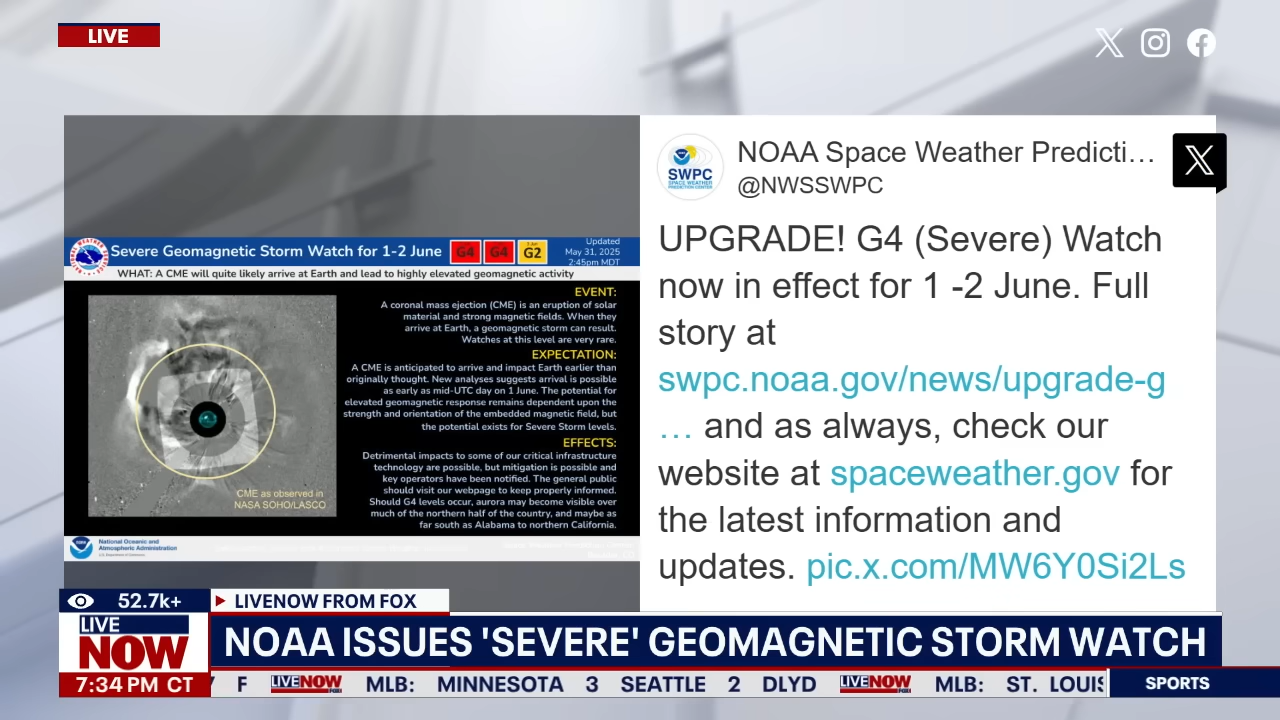 LIVE
NOAA Space Weather Predicti...
@NWSSWPC
SWPC
SPACE WEATHER
PREDICTION CENTER
UPGRADE! G4 (Severe) Watch
now in effect for 1 -2 June. Full
story at
swpc.noaa.gov/news/upgrade-g
... and as always, check our
website at spaceweather.gov for
the latest information and
updates. pic.x.com/MW6Y0Si2Ls
Severe Geomagnetic Storm Watch for 1-2 June
G4 G4 G2
Updated
May 31, 2025
2:45pm MDT
WHAT: A CME will quite likely arrive at Earth and lead to highly elevated geomagnetic activity
EVENT:
A coronal mass ejection (CME) is an eruption of solar
material and strong magnetic fields. When they
arrive at Earth, a geomagnetic storm can result.
Watches at this level are very rare.
EXPECTATION:
A CME is anticipated to arrive and impact Earth earlier than
originally thought. New analyses suggests arrival is possible
as early as mid-UTC day on 1 June. The potential for
elevated geomagnetic response remains dependent upon the
strength and orientation of the embedded magnetic field, but
the potential exists for Severe Storm levels.
EFFECTS:
Detrimental impacts to some of our critical infrastructure
technology are possible, but mitigation is possible and
key operators have been notified. The general public
should visit our webpage to keep properly informed.
Should G4 levels occur, aurora may become visible over
much of the northern half of the country, and maybe as
far south as Alabama to northern California.
CME as observed in
NASA SOHO/LASCO
National Oceanic and
Atmospheric Administration
52.7k+
LIVENOW FROM FOX
LIVE
NOW
NOAA ISSUES 'SEVERE' GEOMAGNETIC STORM WATCH
7:34 PM CT
F LIVENOW MLB: MINNESOTA 3 SEATTLE 2 DLYD LIVENOW MLB: ST. LOUIS
SPORTS